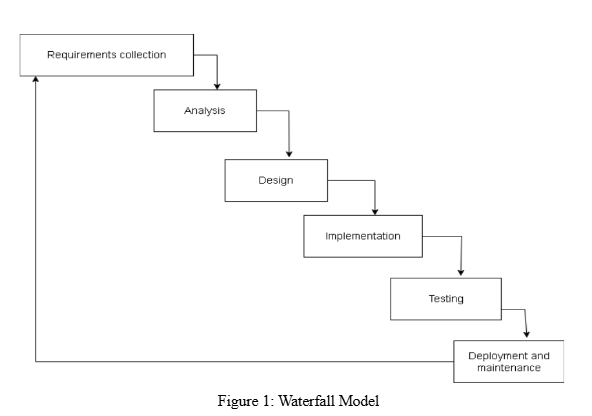 Requirements collection
Analysis
Design
Implementation
Testing
Deployment and
maintenance
Figure 1: Waterfall Model